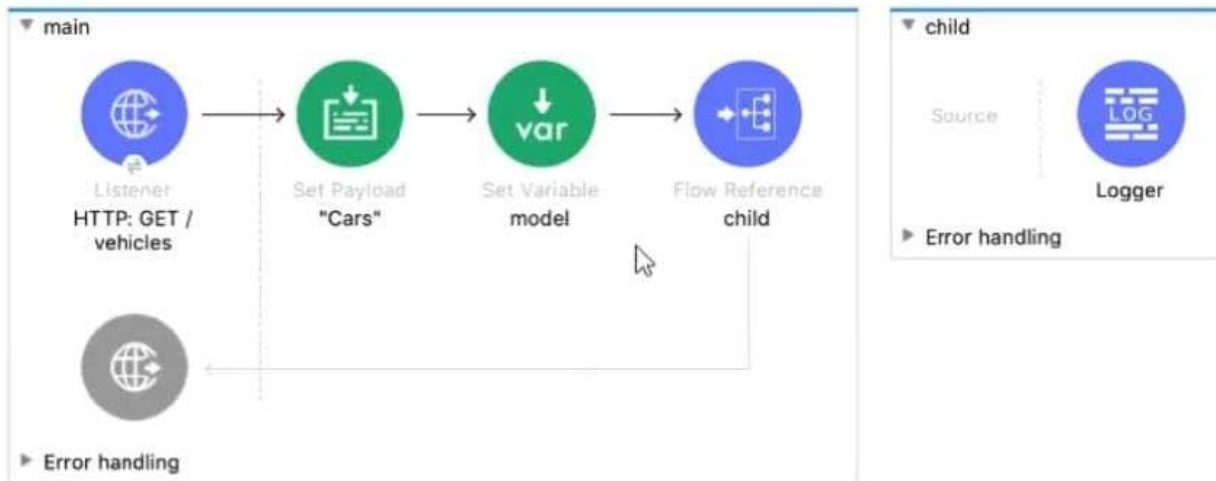 main
Listener
HTTP: GET /
vehicles
Set Payload
"Cars"
var
Set Variable
model
Flow Reference
child
Error handling
child
Source
LOG
Logger
Error handling